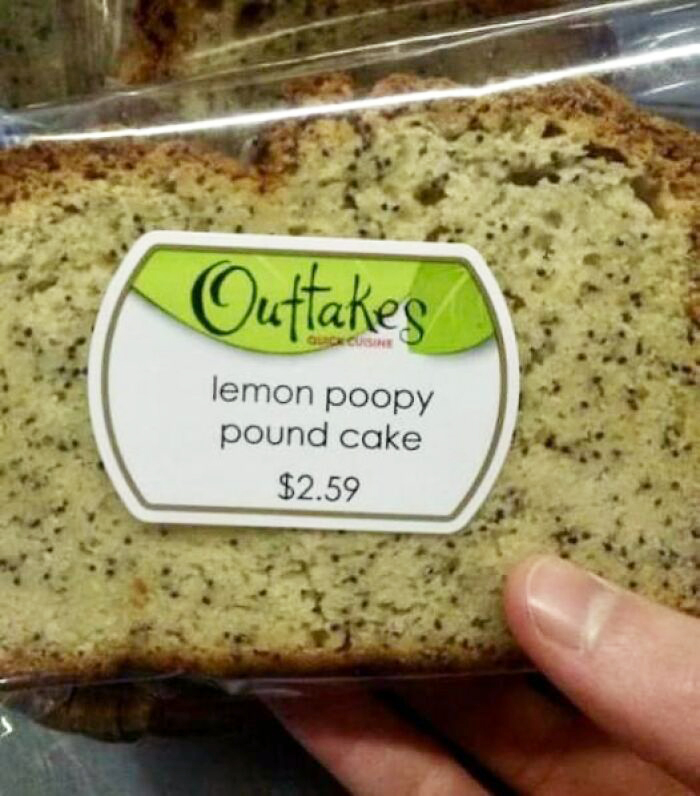 Outtakes
QUICK CUISINE
lemon poopy
pound cake
$2.59